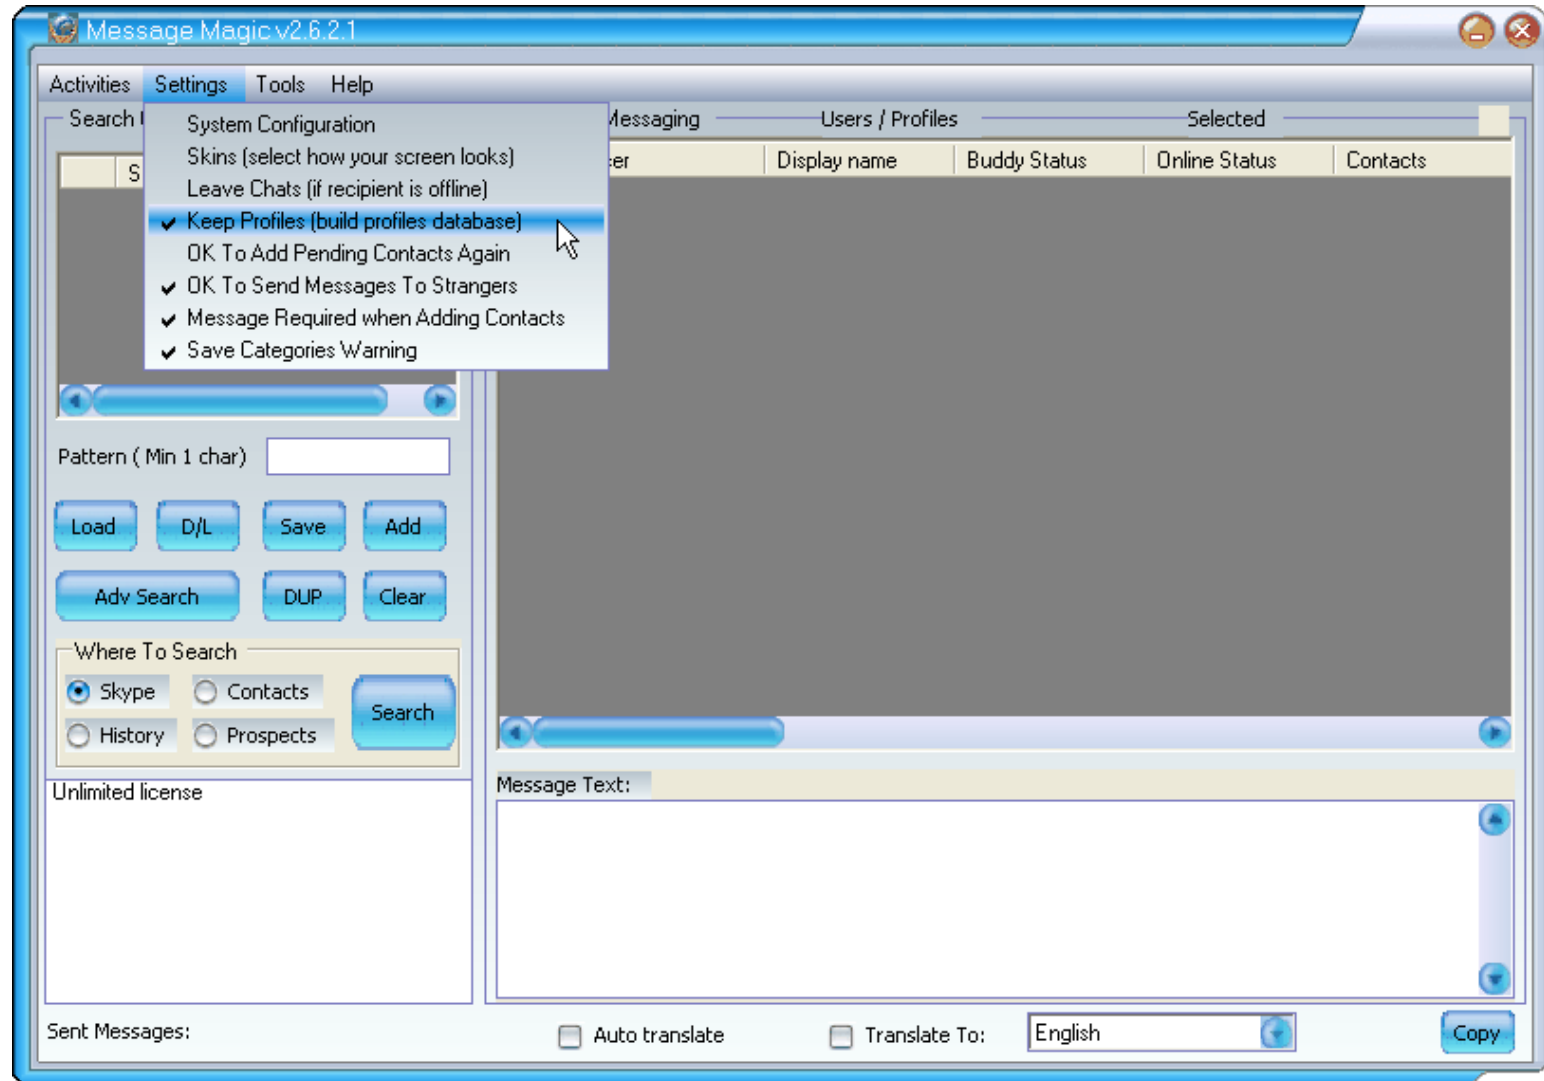 Message Magic v2.6.2.1
Activities Settings Tools Help
Search
Messaging Users / Profiles Selected
System Configuration
Skins (select how your screen looks)
Leave Chats (if recipient is offline)
Keep Profiles (build profiles database)
OK To Add Pending Contacts Again
OK To Send Messages To Strangers
Message Required when Adding Contacts
Save Categories Warning
S
Display name Buddy Status Online Status Contacts
Pattern ( Min 1 char)
Load D/L Save Add
Adv Search DUP Clear
Where To Search
Skype Contacts
History Prospects
Search
Unlimited license
Message Text:
Sent Messages:
Auto translate
Translate To: English
Copy